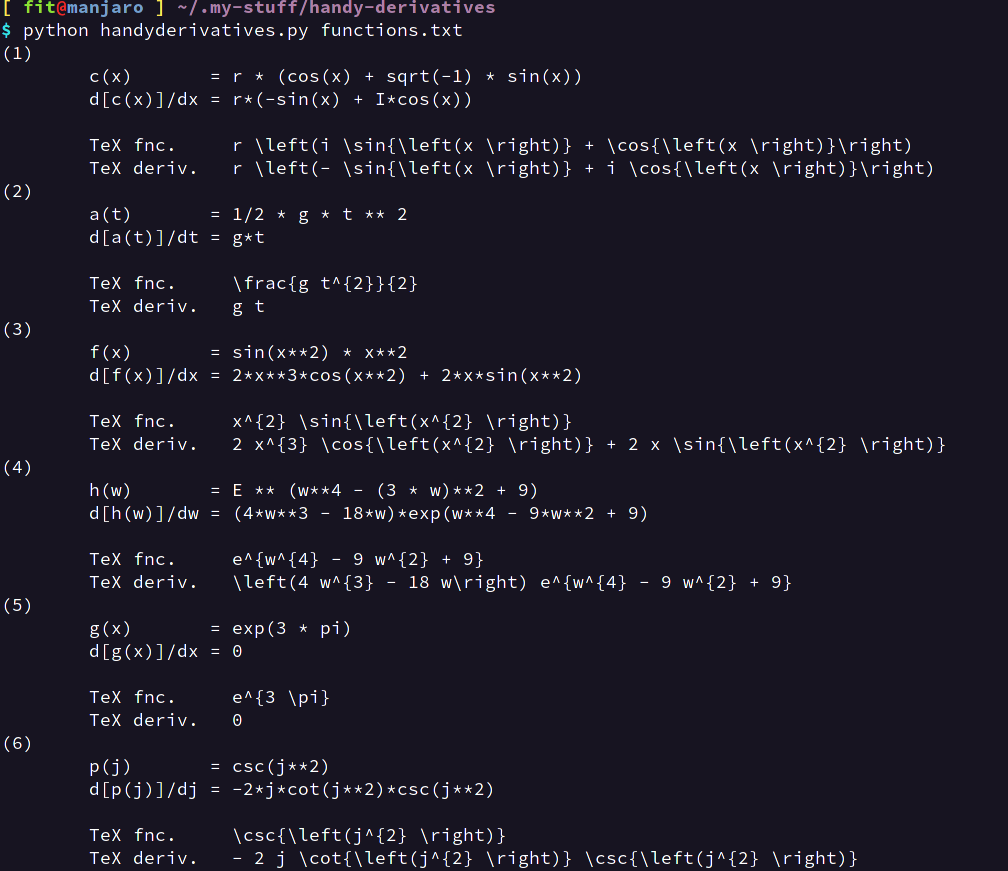 [ fit@manjaro ] ~/.my-stuff/handy-derivatives
$ python handyderivatives.py functions.txt
(1)
c(x) = r * (cos(x) + sqrt(-1) * sin(x))
d[c(x)]/dx = r*(-sin(x) + I*cos(x))
TeX fnc. r \left(i \sin{\left(x \right)} + \cos{\left(x \right)}\right)
TeX deriv. r \left(- \sin{\left(x \right)} + i \cos{\left(x \right)}\right)
(2)
a(t) = 1/2 * g * t ** 2
d[a(t)]/dt = g*t
TeX fnc. \frac{g t^{2}}{2}
TeX deriv. g t
(3)
f(x) = sin(x**2) * x**2
d[f(x)]/dx = 2*x**3*cos(x**2) + 2*x*sin(x**2)
TeX fnc. x^{2} \sin{\left(x^{2} \right)}
TeX deriv. 2 x^{3} \cos{\left(x^{2} \right)} + 2 x \sin{\left(x^{2} \right)}
(4)
h(w) = E ** (w**4 - (3 * w)**2 + 9)
d[h(w)]/dw = (4*w**3 - 18*w)*exp(w**4 - 9*w**2 + 9)
TeX fnc. e^{w^{4} - 9 w^{2} + 9}
TeX deriv. \left(4 w^{3} - 18 w\right) e^{w^{4} - 9 w^{2} + 9}
(5)
g(x) = exp(3 * pi)
d[g(x)]/dx = 0
TeX fnc. e^{3 \pi}
TeX deriv. 0
(6)
p(j) = csc(j**2)
d[p(j)]/dj = -2*j*cot(j**2)*csc(j**2)
TeX fnc. \csc{\left(j^{2} \right)}
TeX deriv. - 2 j \cot{\left(j^{2} \right)} \csc{\left(j^{2} \right)}